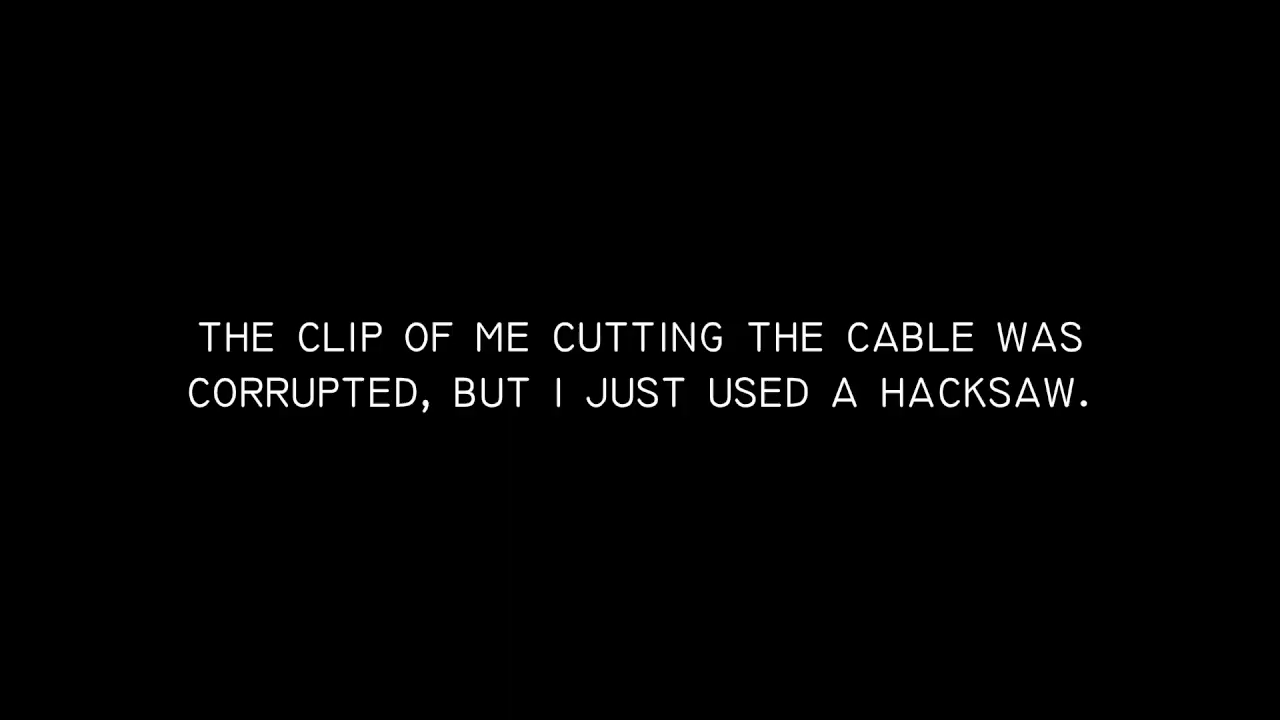 THE CLIP OF ME CUTTING THE CABLE WAS
CORRUPTED, BUT I JUST USED A HACKSAW.